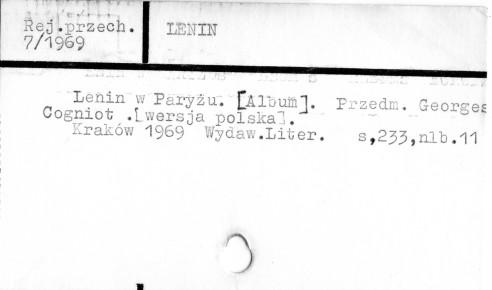 Rej.przech.
7/1969
LENIN
Lenin w Paryżu. [Album]. Przedm. Georges
Cogniot .[wersja polska].
Kraków 1969 Wydaw.Liter. s,233,nlb.11